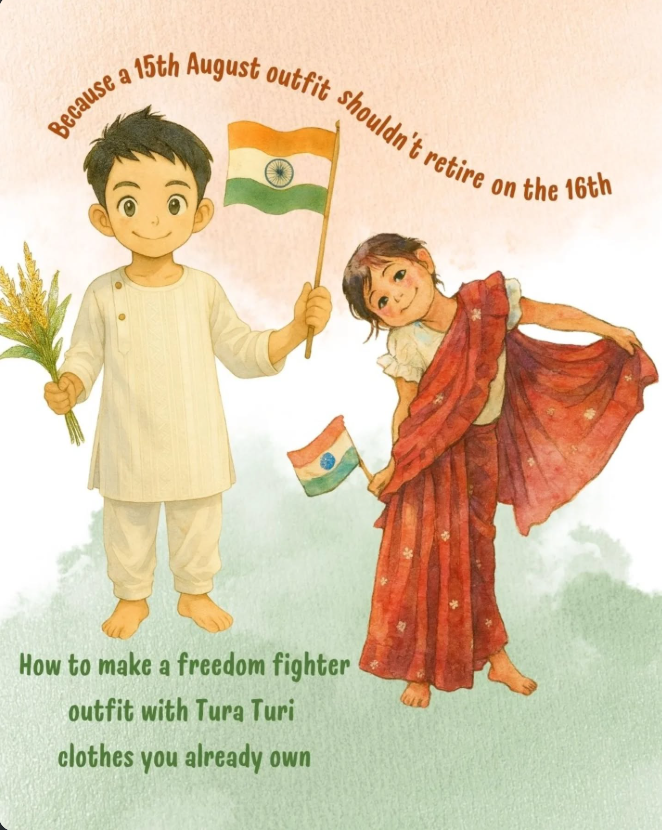 Because a 15th August outfit shouldn't retire on the 16th
How to make a freedom fighter
outfit with Tura Turi
clothes you already own